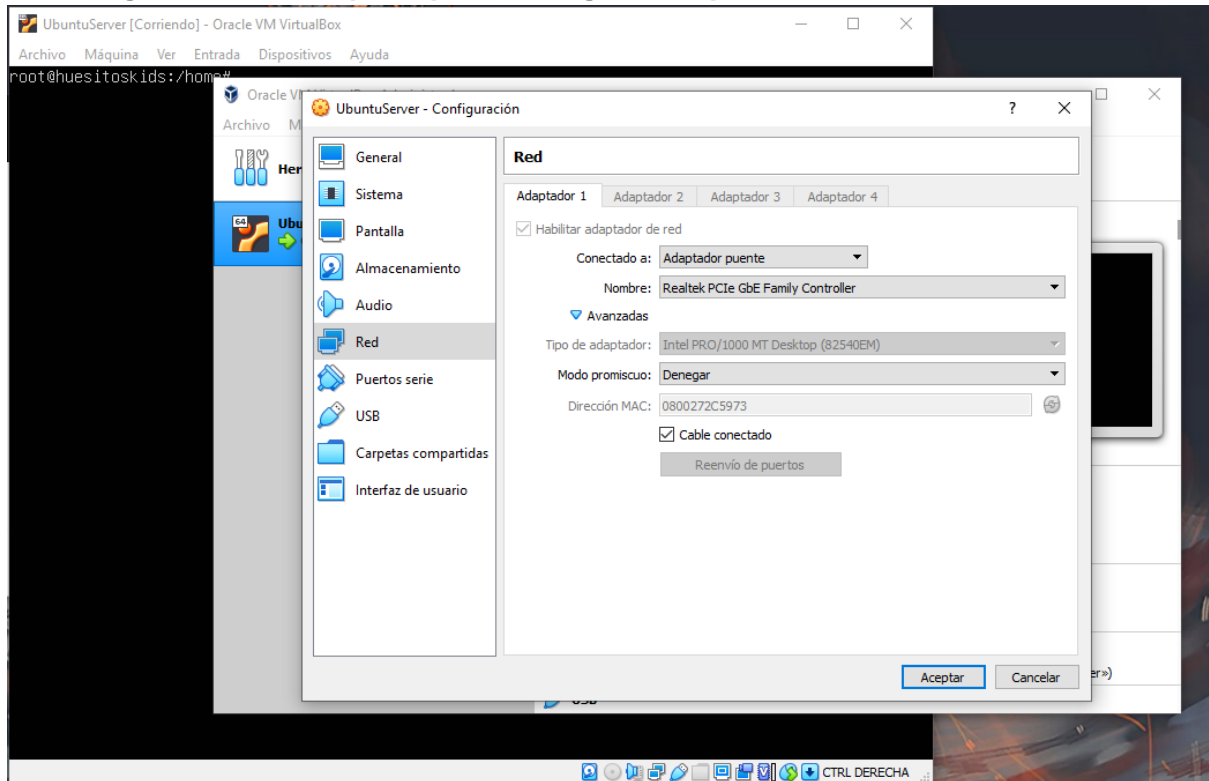 UbuntuServer [Corriendo] - Oracle VM VirtualBox
Archivo Máquina Ver Entrada Dispositivos Ayuda
root@huesitoskids:/home#
Oracle
Archivo
UbuntuServer - Configuración
?
General
Sistema
Pantalla
Almacenamiento
Audio
Red
Puertos serie
USB
Carpetas compartidas
Interfaz de usuario
Red
Adaptador 1 Adaptador 2 Adaptador 3 Adaptador 4
Habilitar adaptador de red
Conectado a: Adaptador puente
Nombre: Realtek PCIe GbE Family Controller
Avanzadas
Tipo de adaptador: Intel PRO/1000 MT Desktop (82540EM)
Modo promiscuo: Denegar
Dirección MAC: 0800272C5973
Cable conectado
Reenvío de puertos
Aceptar Cancelar
64
CTRL DERECHA